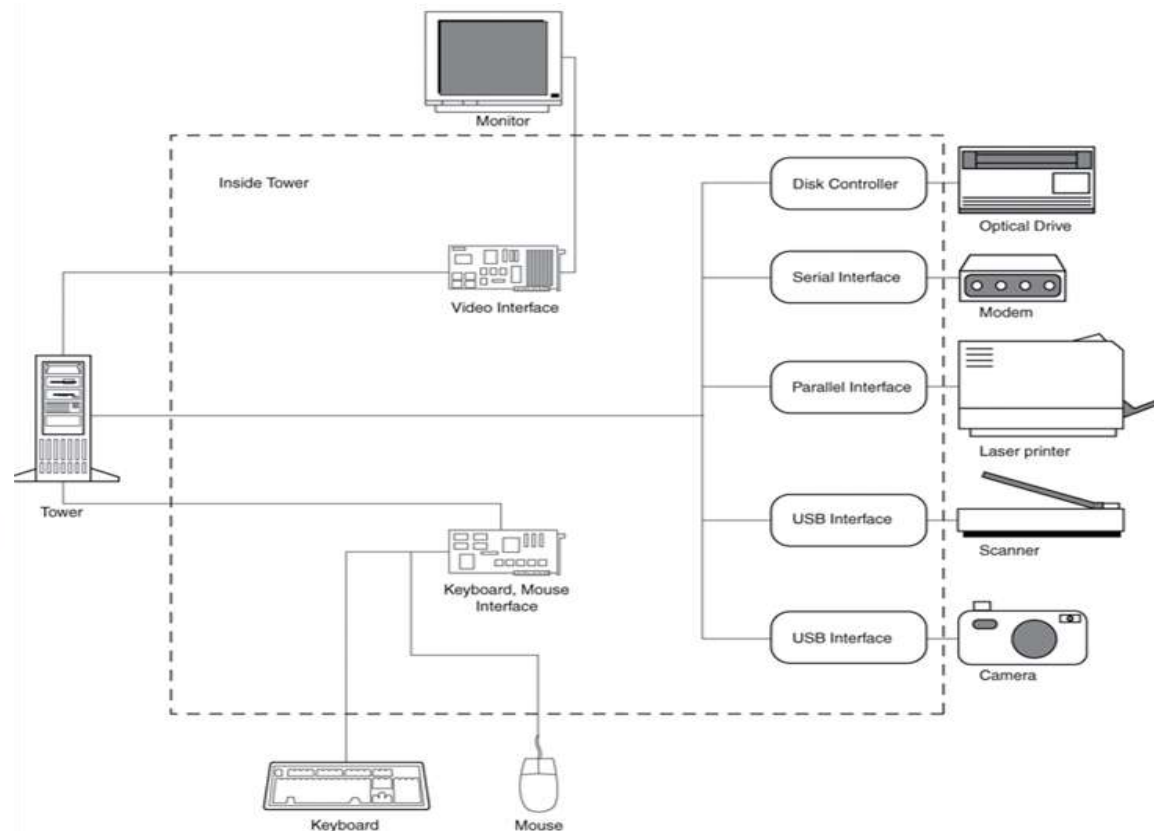 Monitor
Inside Tower
Disk Controller
Optical Drive
Serial Interface
Modem
Video Interface
Parallel Interface
Laser printer
Tower
USB Interface
Scanner
Keyboard, Mouse
Interface
USB Interface
Camera
Keyboard
Mouse